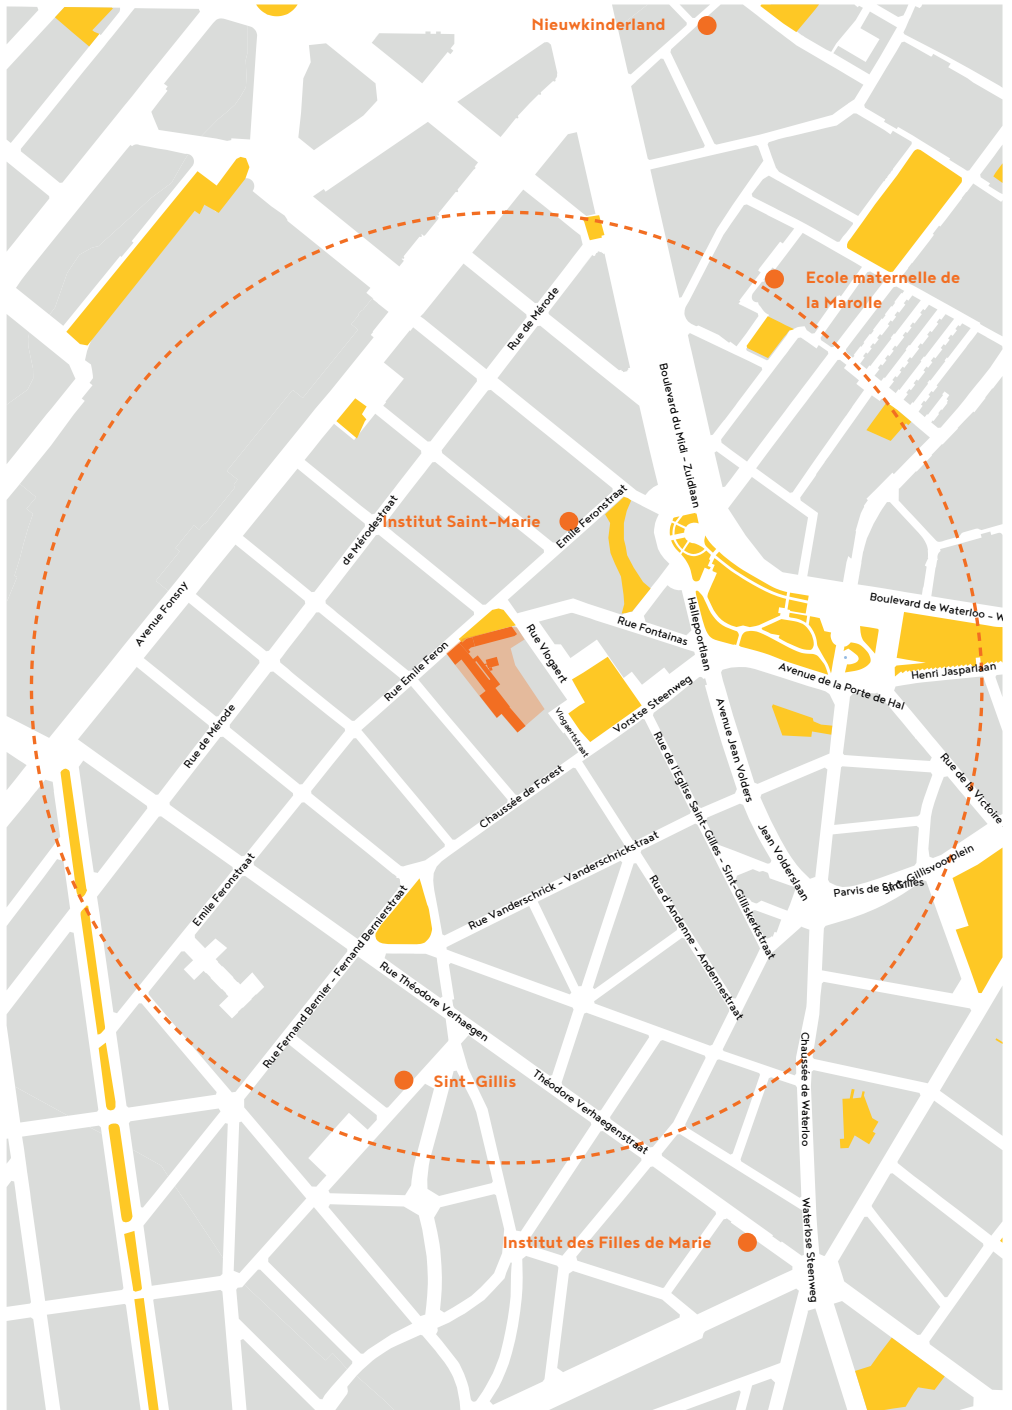 Nieuwkinderland
Ecole maternelle de
la Marolle
Rue de Mérode
Boulevard du Midi - Zuidlaan
Institut Saint-Marie
Emile Feronstraat
de Mérodestraat
Avenue Fonsny
Hallepoortlaan
Boulevard de Waterloo - W
Rue Fontainas
Rue Vlogaert
Rue Emile Feron
Henri Jasparlaan
Avenue de la Porte de Hal
Vorstse Steenweg
Vlogaertstraat
Rue de Mérode
Avenue Jean Volders
Rue de l'Eglise Saint-Gilles - Sint-Gilliskerkstraat
Rue de la Victoire
Chaussée de Forest
Jean Volderslaan
Rue Vanderschrick - Vanderschrickstraat
Parvis de St-Gilles
Sint-Gillisvoorplein
Emile Feronstraat
Rue d'Andenne - Andennestraat
Rue Fernand Bernier - Fernand Bernierstraat
Rue Théodore Verhaegen
Chaussée de Waterloo
Théodore Verhaegenstraat
Sint-Gillis
Institut des Filles de Marie
Waterlose Steenweg